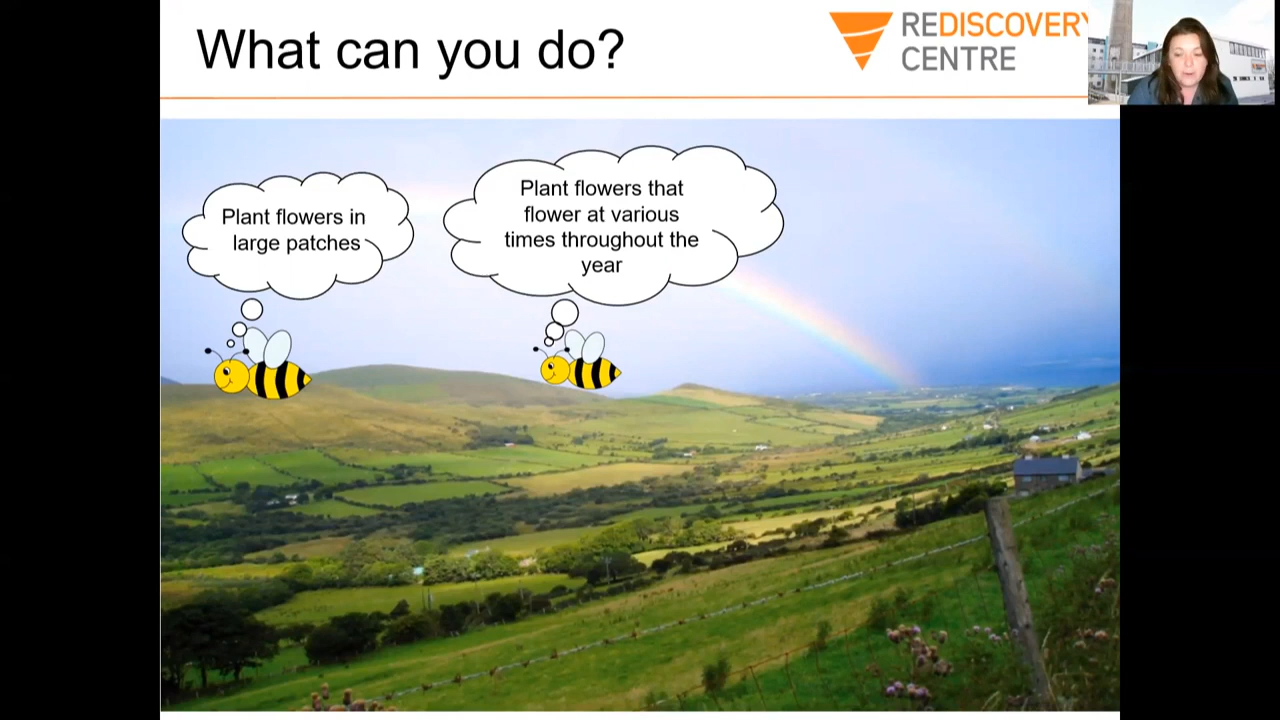 What can you do?
REDISCOVERY
CENTRE
Plant flowers in
large patches
Plant flowers that
flower at various
times throughout the
year